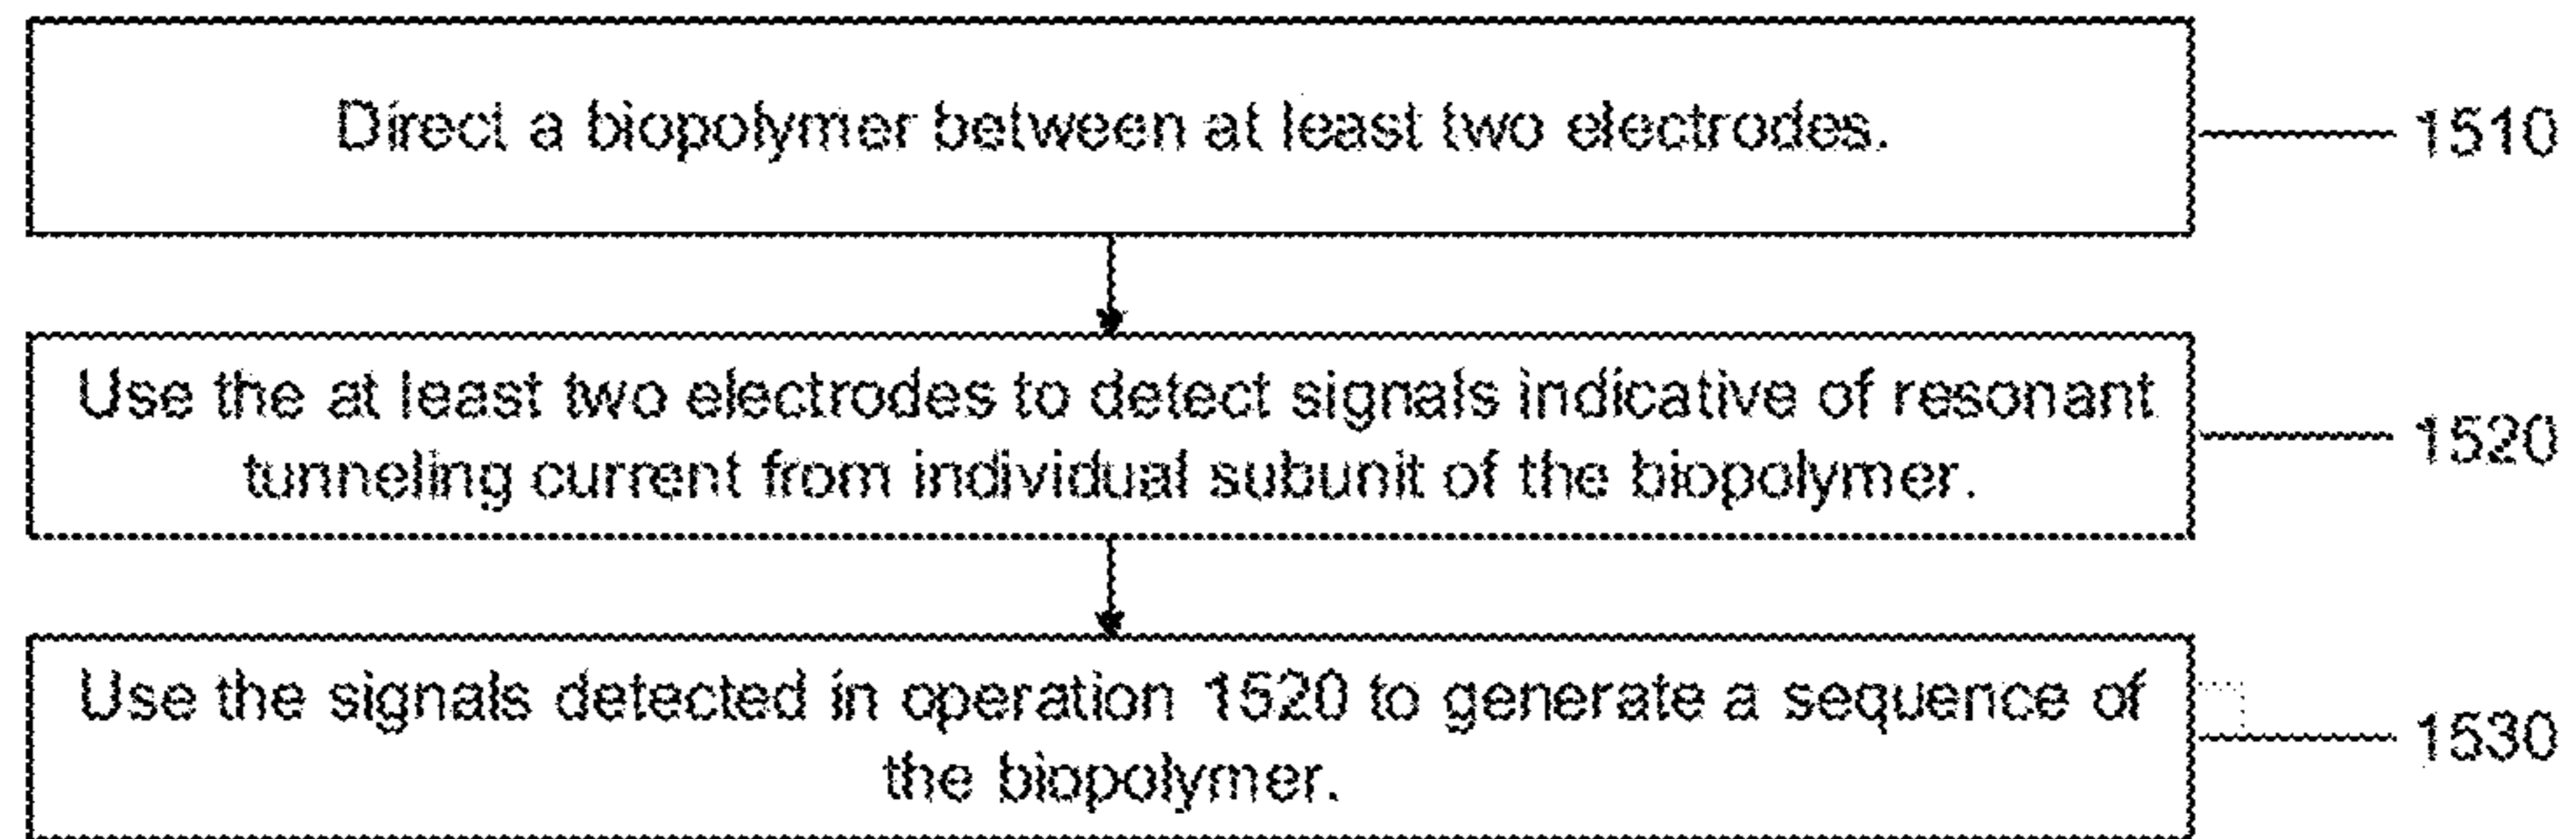 Direct a biopolymer between at least two electrodes.
1510
Use the at least two electrodes to detect signals indicative of resonant
tunneling current from individual subunit of the biopolymer.
1520
Use the signals detected in operation 1520 to generate a sequence of
the biopolymer.
1530